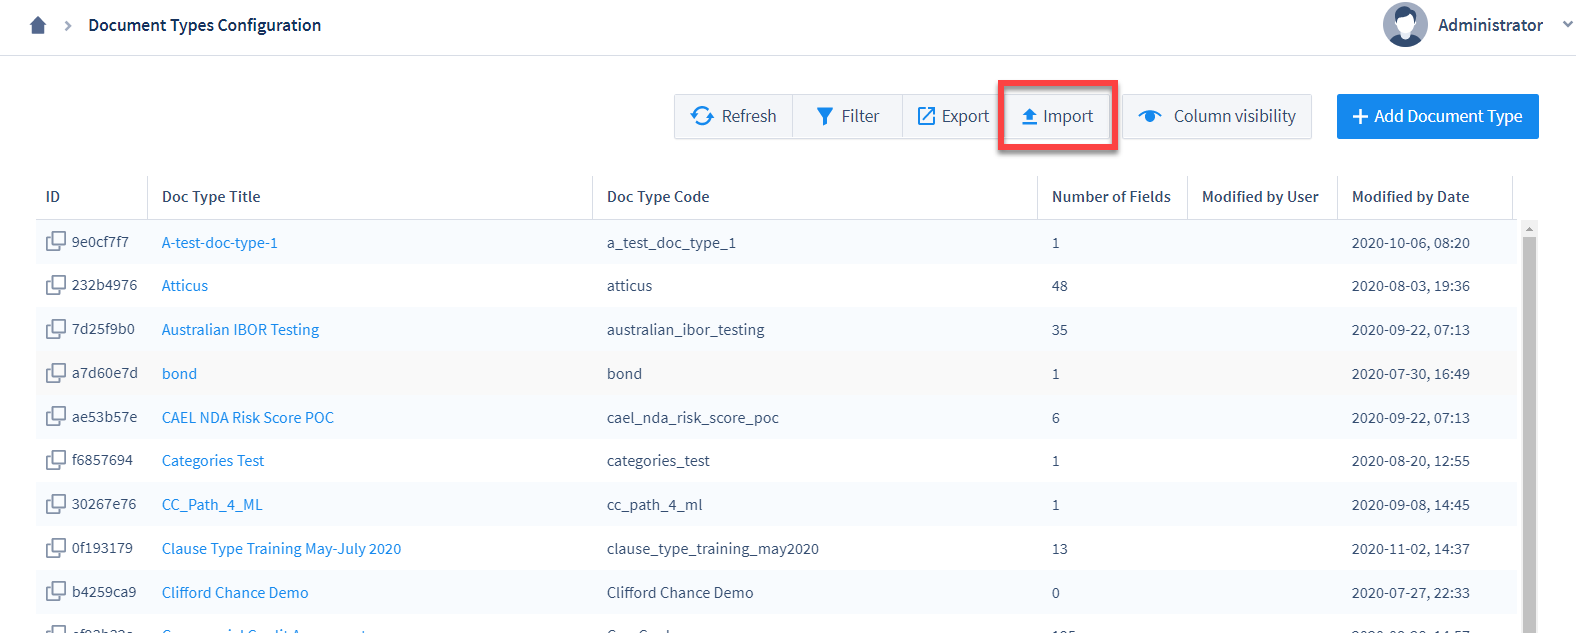 Document Types Configuration
Administrator
Refresh Filter Export Import Column visibility + Add Document Type
ID Doc Type Title Doc Type Code Number of Fields Modified by User Modified by Date
9e0cf7f7 A-test-doc-type-1 a_test_doc_type_1 1 2020-10-06, 08:20
232b4976 Atticus atticus 48 2020-08-03, 19:36
7d25f9b0 Australian IBOR Testing australian_ibor_testing 35 2020-09-22, 07:13
a7d60e7d bond bond 1 2020-07-30, 16:49
ae53b57e CAEL NDA Risk Score POC cael_nda_risk_score_poc 6 2020-09-22, 07:13
f6857694 Categories Test categories_test 1 2020-08-20, 12:55
30267e76 CC_Path_4_ML cc_path_4_ml 1 2020-09-08, 14:45
0f193179 Clause Type Training May-July 2020 clause_type_training_may2020 13 2020-11-02, 14:37
b4259ca9 Clifford Chance Demo Clifford Chance Demo 0 2020-07-27, 22:33